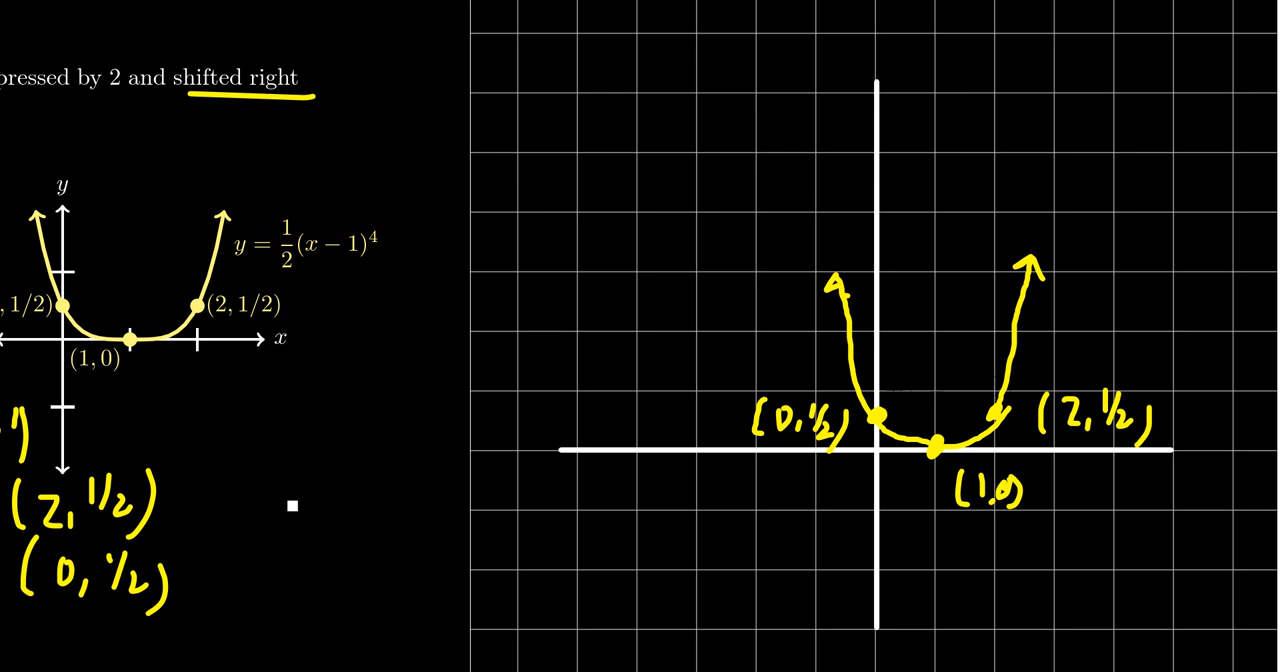 pressed by 2 and shifted right
y
y = 1/2 (x − 1)^4
, 1/2)
(2, 1/2)
x
(1, 0)
(2, 1/2)
(0, 1/2)
(0, 1/2)
(2, 1/2)
(1,0)